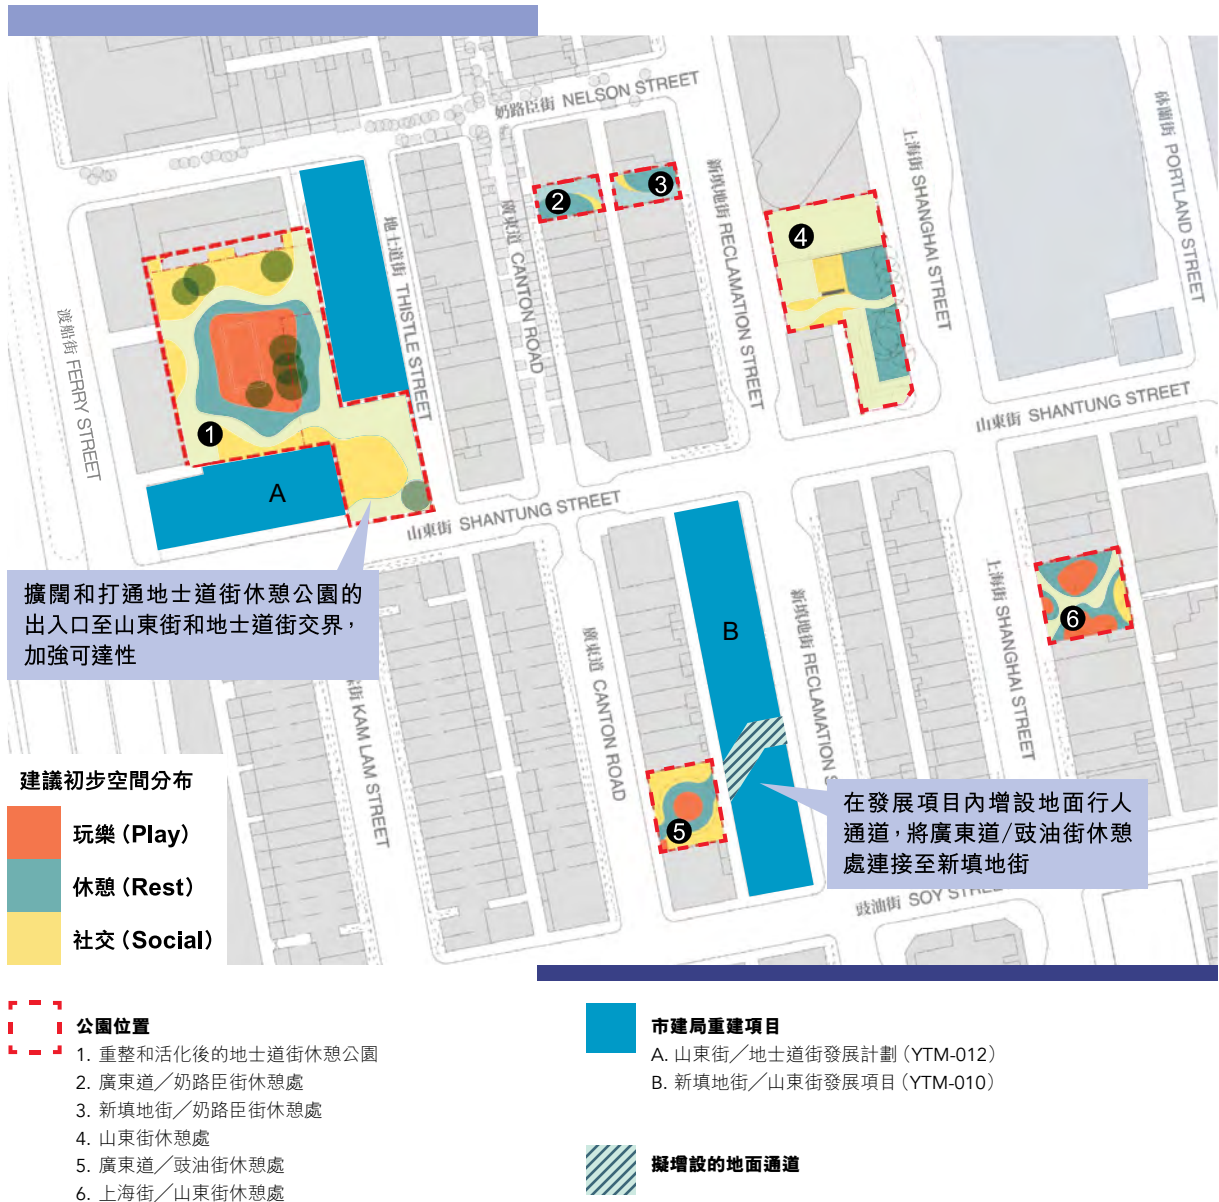 奶路臣街 NELSON STREET
砵蘭街 PORTLAND STREET
上海街 SHANGHAI STREET
新填地街 RECLAMATION STREET
廣東道 CANTON ROAD
地士道街 THISTLE STREET
渡船街 FERRY STREET
1
2
3
4
山東街 SHANTUNG STREET
A
山東街 SHANTUNG STREET
擴闊和打通地士道街休憩公園的
出入口至山東街和地士道街交界，
加強可達性
街 KAM LAM STREET
廣東道 CANTON ROAD
B
新填地街 RECLAMATION S
上海街 SHANGHAI STREET
5
6
在發展項目內增設地面行人
通道，將廣東道/豉油街休憩
處連接至新填地街
豉油街 SOY STREE
建議初步空間分布
玩樂（Play）
休憩（Rest）
社交（Social）
公園位置
1. 重整和活化後的地士道街休憩公園
2. 廣東道／奶路臣街休憩處
3. 新填地街／奶路臣街休憩處
4. 山東街休憩處
5. 廣東道／豉油街休憩處
6. 上海街／山東街休憩處
市建局重建項目
A. 山東街／地士道街發展計劃（YTM-012）
B. 新填地街／山東街發展項目（YTM-010）
擬增設的地面通道